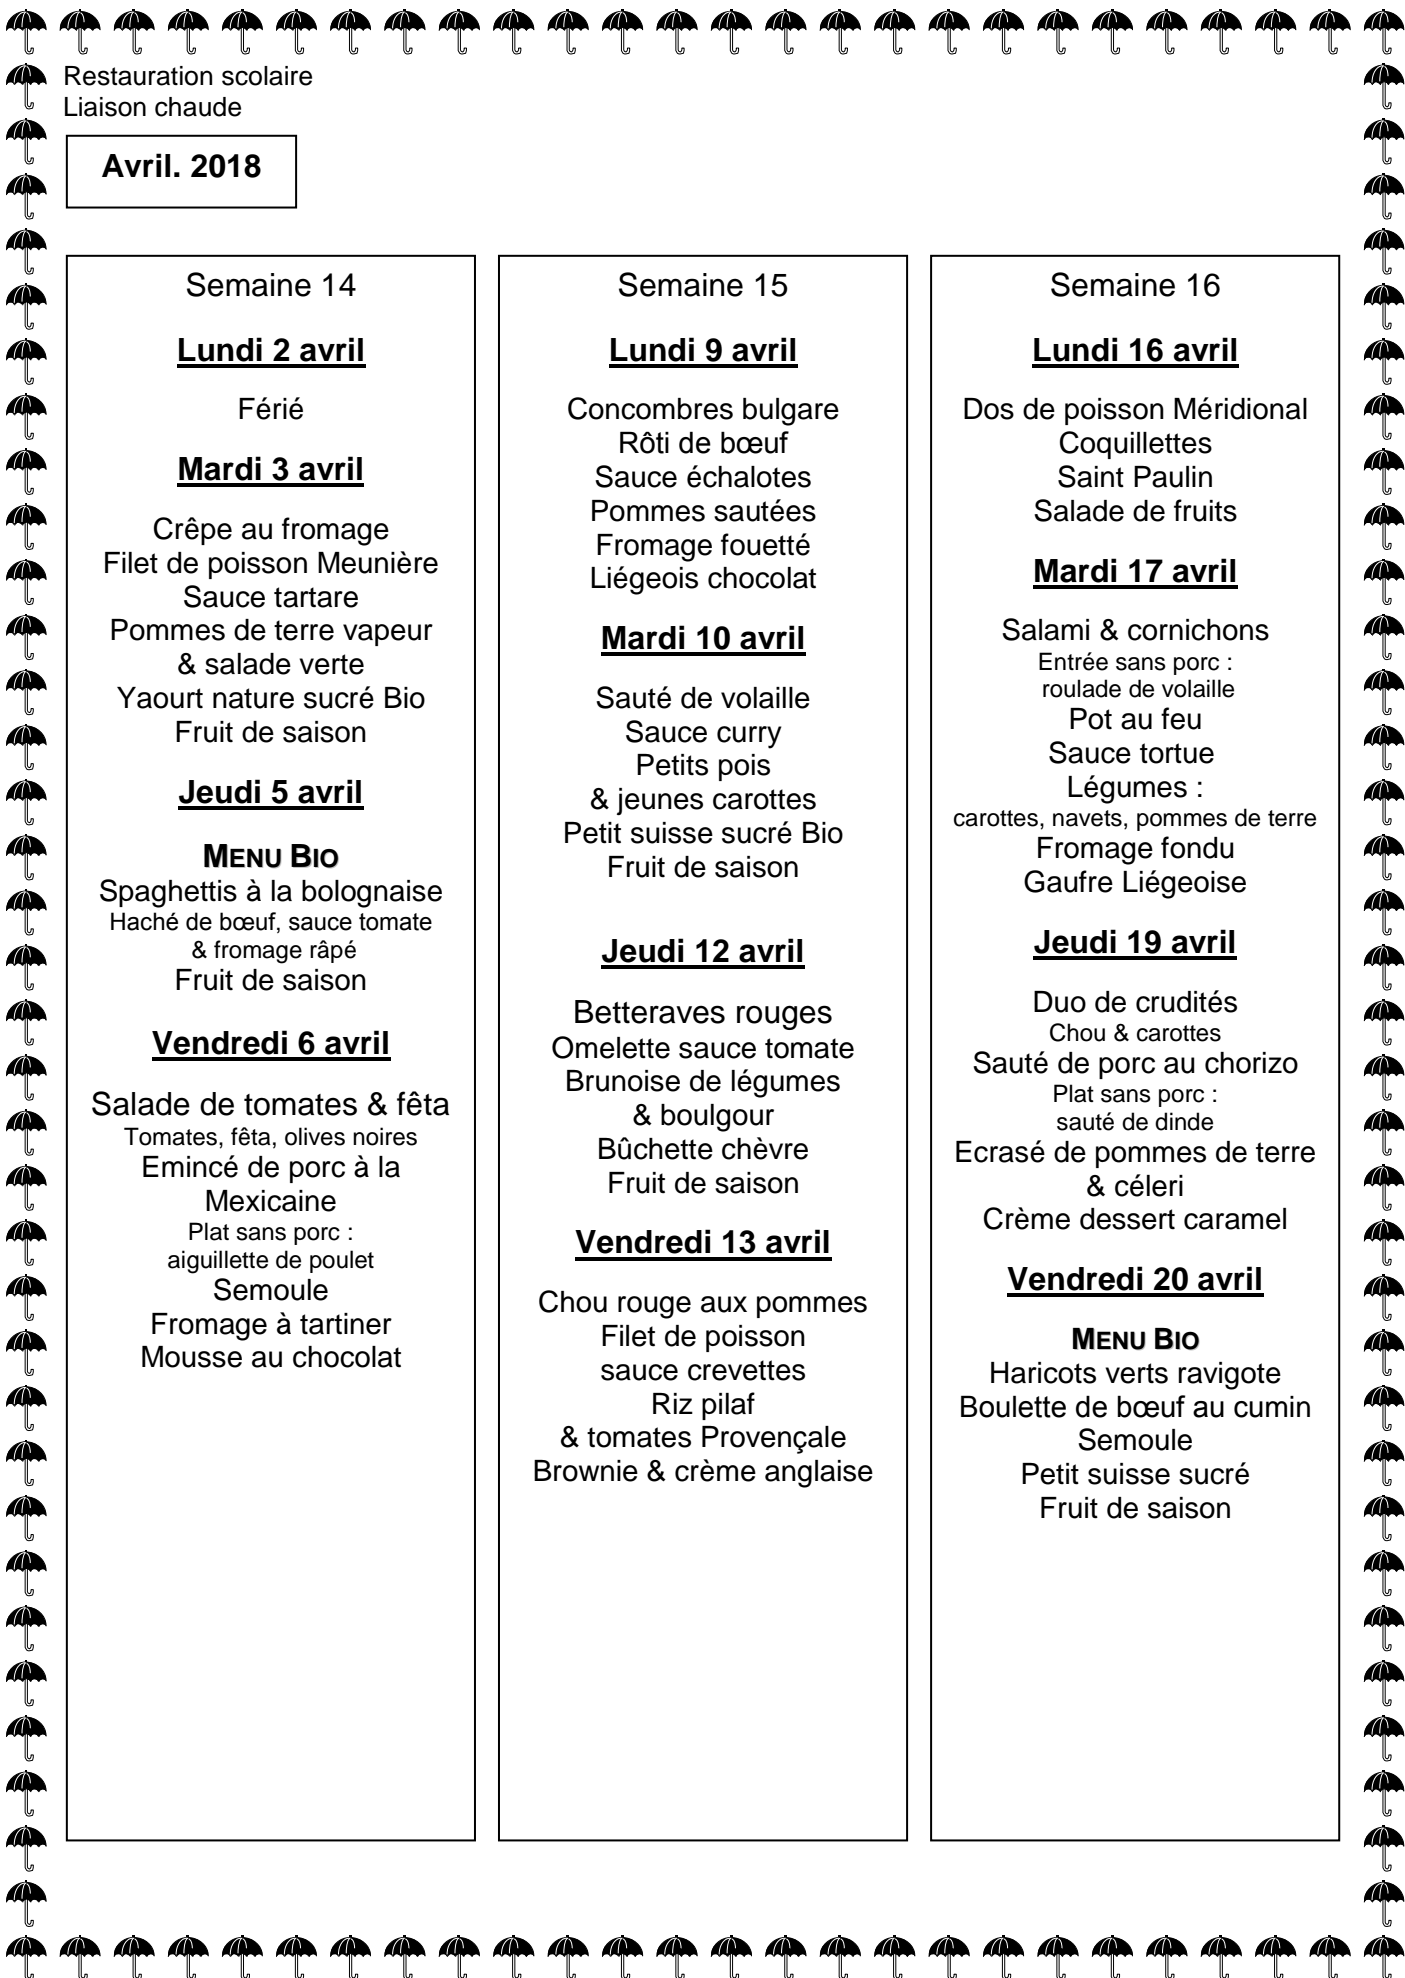 Restauration scolaire
Liaison chaude
Avril. 2018
Semaine 14
Lundi 2 avril
Férié
Mardi 3 avril
Crêpe au fromage
Filet de poisson Meunière
Sauce tartare
Pommes de terre vapeur
& salade verte
Yaourt nature sucré Bio
Fruit de saison
Jeudi 5 avril
MENU BIO
Spaghettis à la bolognaise
Haché de bœuf, sauce tomate
& fromage râpé
Fruit de saison
Vendredi 6 avril
Salade de tomates & fêta
Tomates, fêta, olives noires
Emincé de porc à la
Mexicaine
Plat sans porc :
aiguillette de poulet
Semoule
Fromage à tartiner
Mousse au chocolat
Semaine 15
Lundi 9 avril
Concombres bulgare
Rôti de bœuf
Sauce échalotes
Pommes sautées
Fromage fouetté
Liégeois chocolat
Mardi 10 avril
Sauté de volaille
Sauce curry
Petits pois
& jeunes carottes
Petit suisse sucré Bio
Fruit de saison
Jeudi 12 avril
Betteraves rouges
Omelette sauce tomate
Brunoise de légumes
& boulgour
Bûchette chèvre
Fruit de saison
Vendredi 13 avril
Chou rouge aux pommes
Filet de poisson
sauce crevettes
Riz pilaf
& tomates Provençale
Brownie & crème anglaise
Semaine 16
Lundi 16 avril
Dos de poisson Méridional
Coquillettes
Saint Paulin
Salade de fruits
Mardi 17 avril
Salami & cornichons
Entrée sans porc :
roulade de volaille
Pot au feu
Sauce tortue
Légumes :
carottes, navets, pommes de terre
Fromage fondu
Gaufre Liégeoise
Jeudi 19 avril
Duo de crudités
Chou & carottes
Sauté de porc au chorizo
Plat sans porc :
sauté de dinde
Ecrasé de pommes de terre
& céleri
Crème dessert caramel
Vendredi 20 avril
MENU BIO
Haricots verts ravigote
Boulette de bœuf au cumin
Semoule
Petit suisse sucré
Fruit de saison